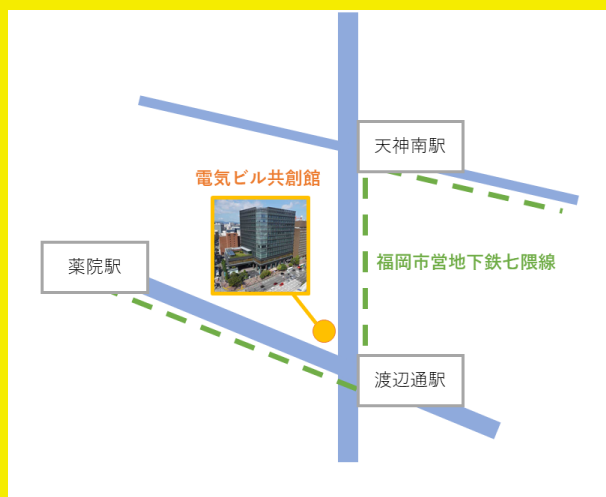 天神南駅
電気ビル共創館
薬院駅
福岡市営地下鉄七隈線
渡辺通駅